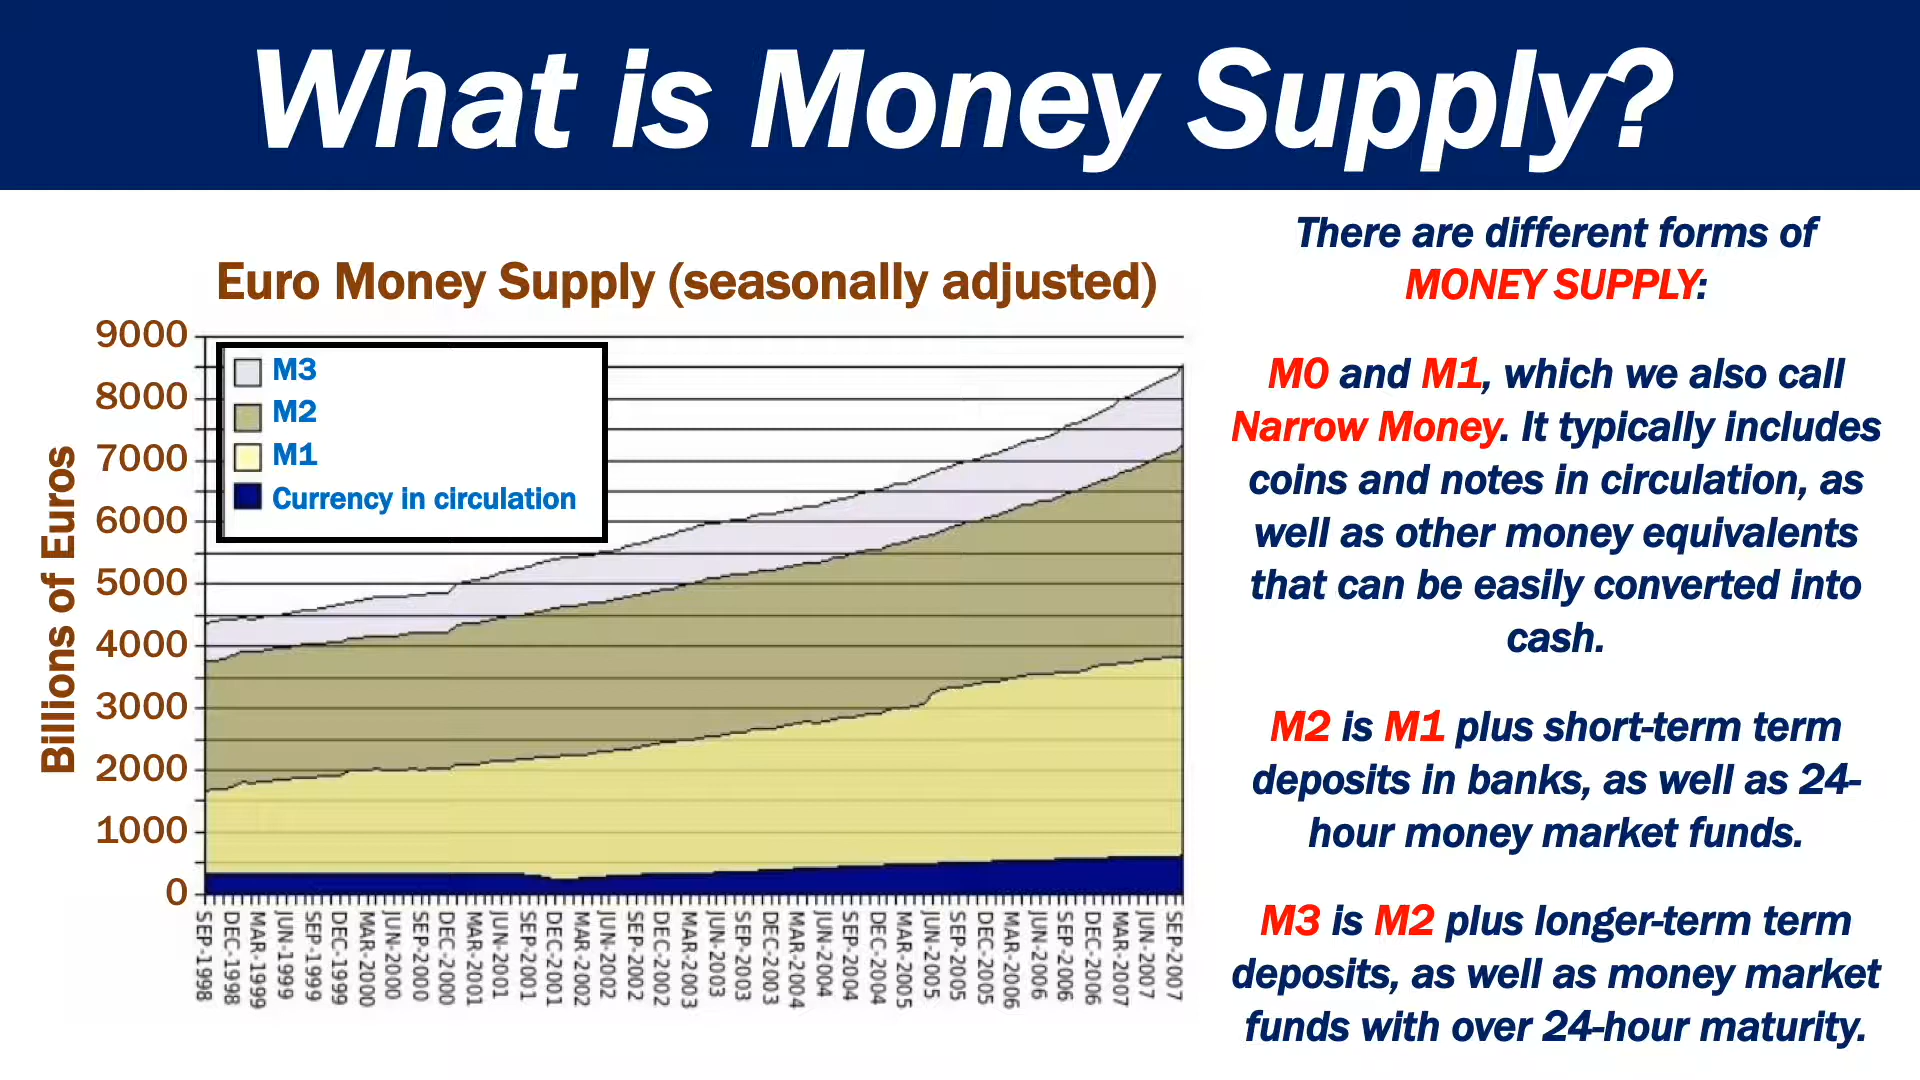 What is Money Supply?
Euro Money Supply (seasonally adjusted)
Billions of Euros
9000
8000
7000
6000
5000
4000
3000
2000
1000
0
M3
M2
M1
Currency in circulation
SEP-1998
DEC-1998
MAR-1999
JUN-1999
SEP-1999
DEC-1999
MAR-2000
JUN-2000
SEP-2000
DEC-2000
MAR-2001
JUN-2001
SEP-2001
DEC-2001
MAR-2002
JUN-2002
SEP-2002
DEC-2002
MAR-2003
JUN-2003
SEP-2003
DEC-2003
MAR-2004
JUN-2004
SEP-2004
DEC-2004
MAR-2005
JUN-2005
SEP-2005
DEC-2005
MAR-2006
JUN-2006
SEP-2006
DEC-2006
MAR-2007
JUN-2007
SEP-2007
There are different forms of
MONEY SUPPLY:
M0 and M1, which we also call
Narrow Money. It typically includes
coins and notes in circulation, as
well as other money equivalents
that can be easily converted into
cash.
M2 is M1 plus short-term term
deposits in banks, as well as 24-
hour money market funds.
M3 is M2 plus longer-term term
deposits, as well as money market
funds with over 24-hour maturity.